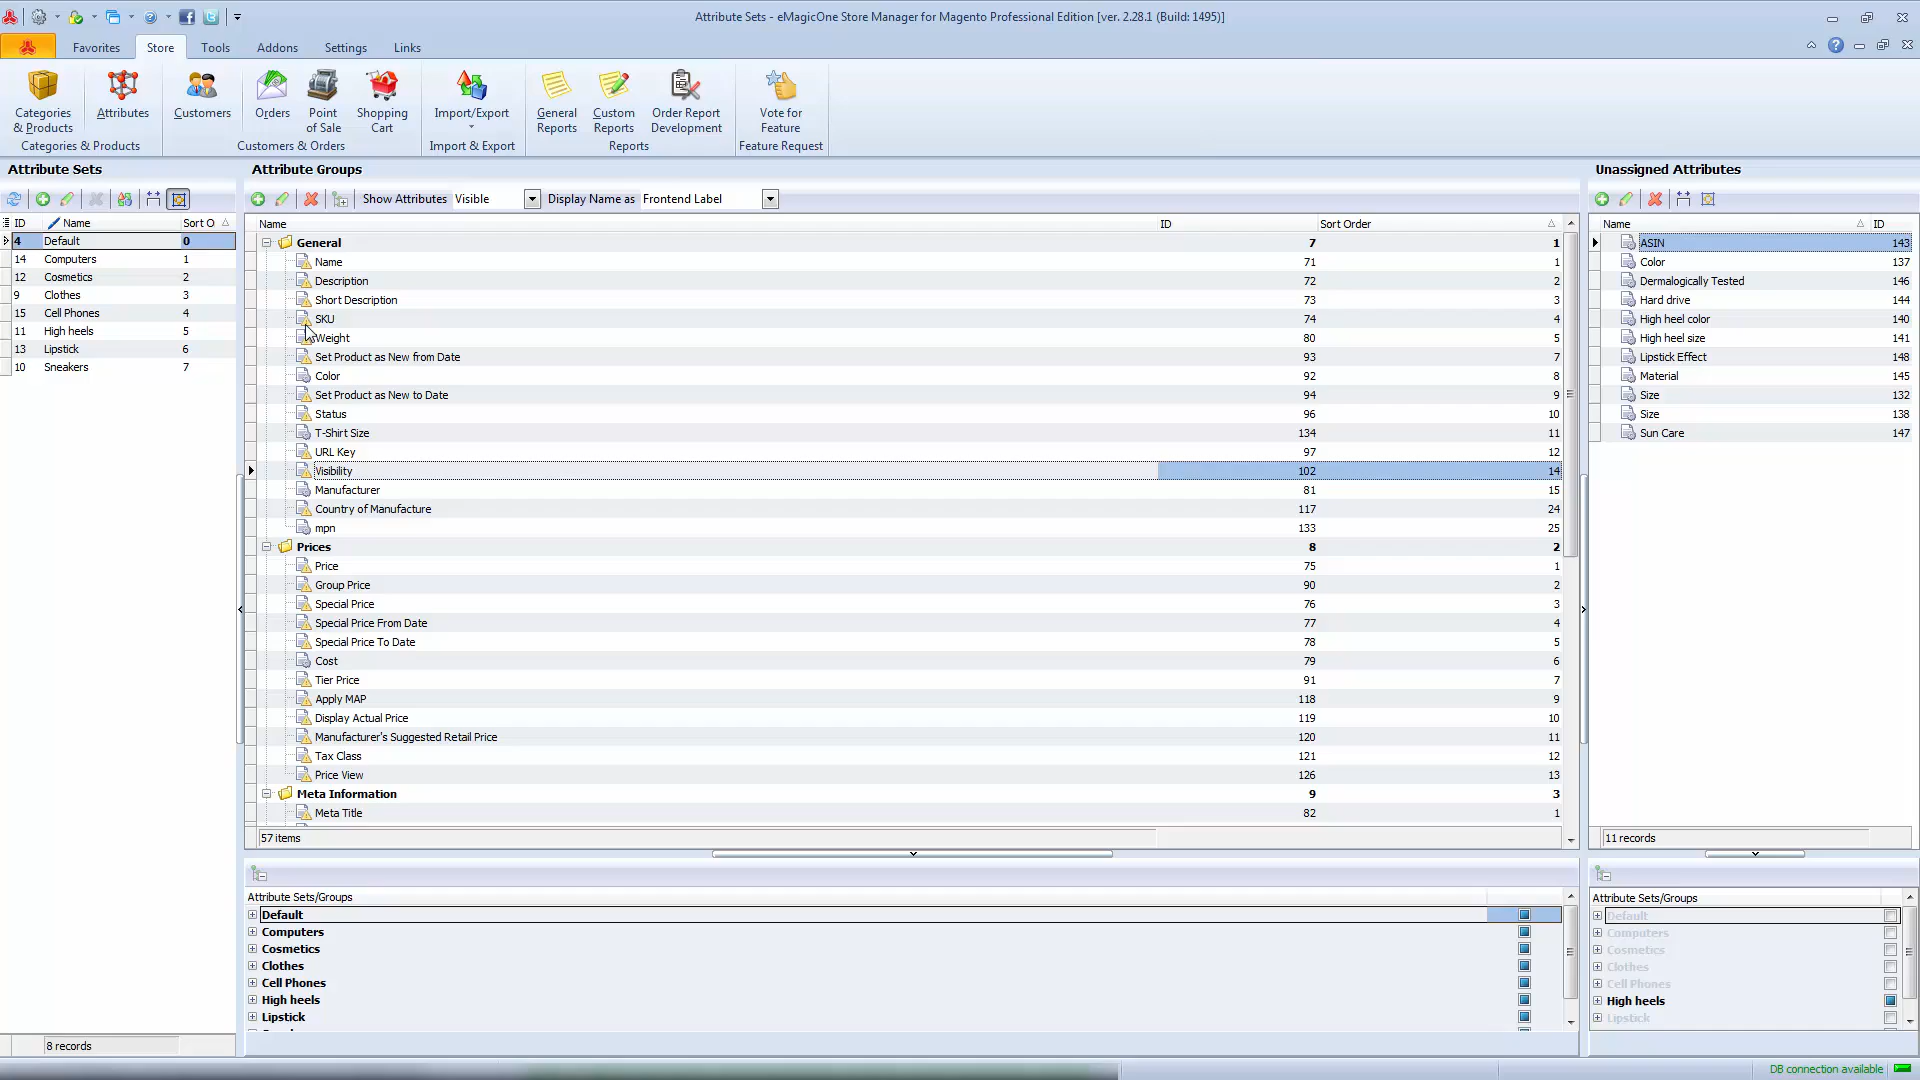 Attribute Sets - eMagicOne Store Manager for Magento Professional Edition [ver. 2.28.1 (Build: 1495)]
Favorites Store Tools Addons Settings Links
Categories & Products
Attributes
Customers
Orders
Point of Sale
Shopping Cart
Import/Export
General Reports
Custom Reports
Order Report Development
Vote for Feature
Categories & Products Customers & Orders Import & Export Reports Feature Request
Attribute Sets
ID Name Sort O
4 Default 0
14 Computers 1
12 Cosmetics 2
9 Clothes 3
15 Cell Phones 4
11 High heels 5
13 Lipstick 6
10 Sneakers 7
8 records
Attribute Groups
Show Attributes Visible Display Name as Frontend Label
Name ID Sort Order
General 7 1
Name 71 1
Description 72 2
Short Description 73 3
SKU 74 4
Weight 80 5
Set Product as New from Date 93 7
Color 92 8
Set Product as New to Date 94 9
Status 96 10
T-Shirt Size 134 11
URL Key 97 12
Visibility 102 14
Manufacturer 81 15
Country of Manufacture 117 24
mpn 133 25
Prices 8 2
Price 75 1
Group Price 90 2
Special Price 76 3
Special Price From Date 77 4
Special Price To Date 78 5
Cost 79 6
Tier Price 91 7
Apply MAP 118 9
Display Actual Price 119 10
Manufacturer's Suggested Retail Price 120 11
Tax Class 121 12
Price View 126 13
Meta Information 9 3
Meta Title 82 1
57 items
Attribute Sets/Groups
Default
Computers
Cosmetics
Clothes
Cell Phones
High heels
Lipstick
Unassigned Attributes
Name ID
ASIN 143
Color 137
Dermalogically Tested 146
Hard drive 144
High heel color 140
High heel size 141
Lipstick Effect 148
Material 145
Size 132
Size 138
Sun Care 147
11 records
Attribute Sets/Groups
Default
Computers
Cosmetics
Clothes
Cell Phones
High heels
Lipstick
DB connection available